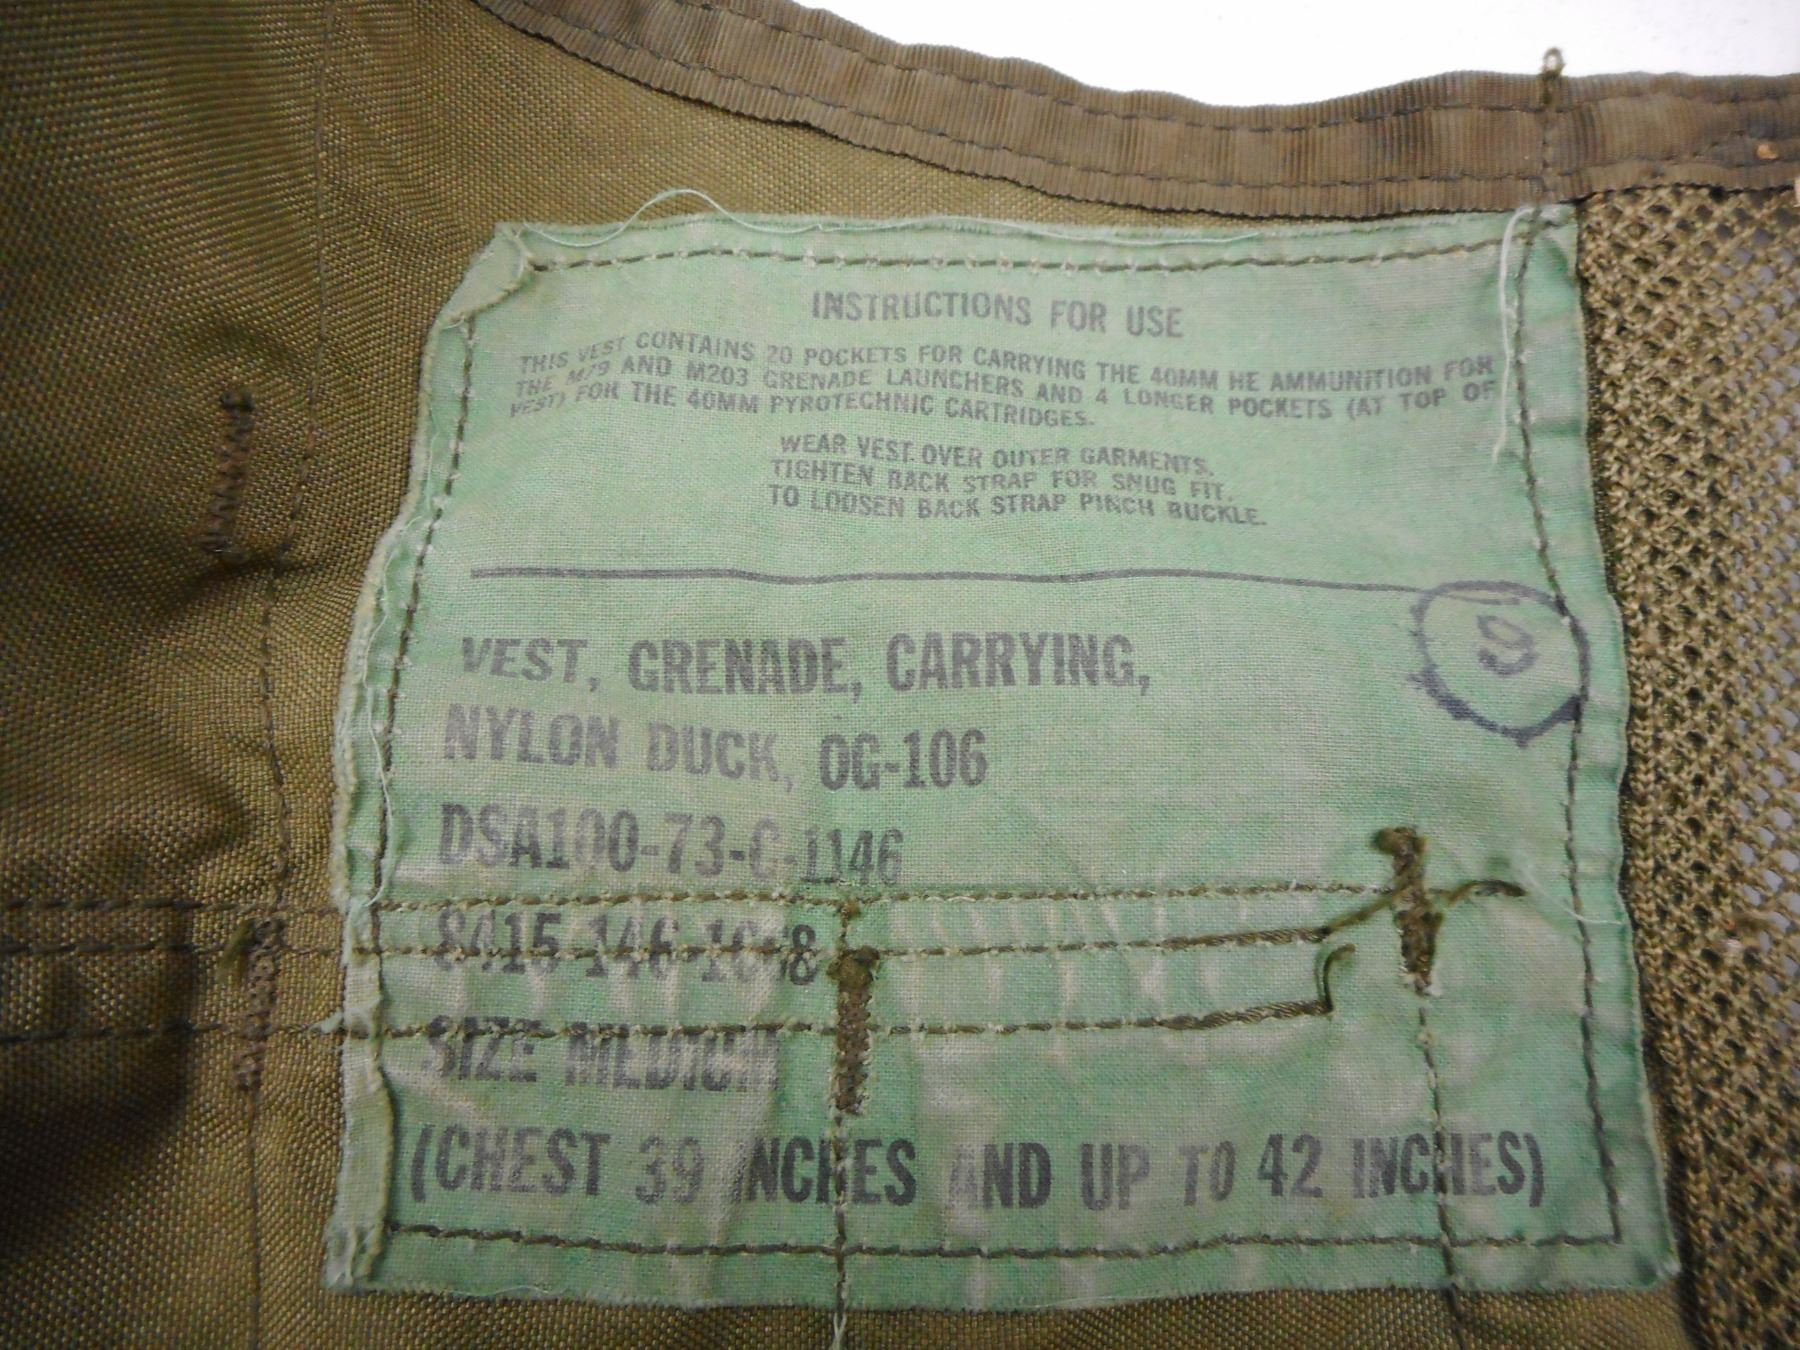 INSTRUCTIONS FOR USE
THIS VEST CONTAINS 20 POCKETS FOR CARRYING THE 40MM HE AMMUNITION FOR
THE M79 AND M203 GRENADE LAUNCHERS AND 4 LONGER POCKETS (AT TOP OF
VEST) FOR THE 40MM PYROTECHNIC CARTRIDGES.
WEAR VEST OVER OUTER GARMENTS.
TIGHTEN BACK STRAP FOR SNUG FIT.
TO LOOSEN BACK STRAP PINCH BUCKLE.
VEST, GRENADE, CARRYING,
NYLON DUCK, OG-106
DSA100-73-C-1146
SIZE MEDIUM
(CHEST 39 INCHES AND UP TO 42 INCHES)